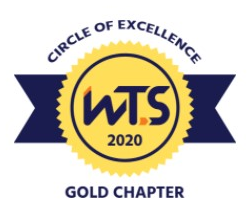 CIRCLE OF EXCELLENCE
WTS
2020
GOLD CHAPTER